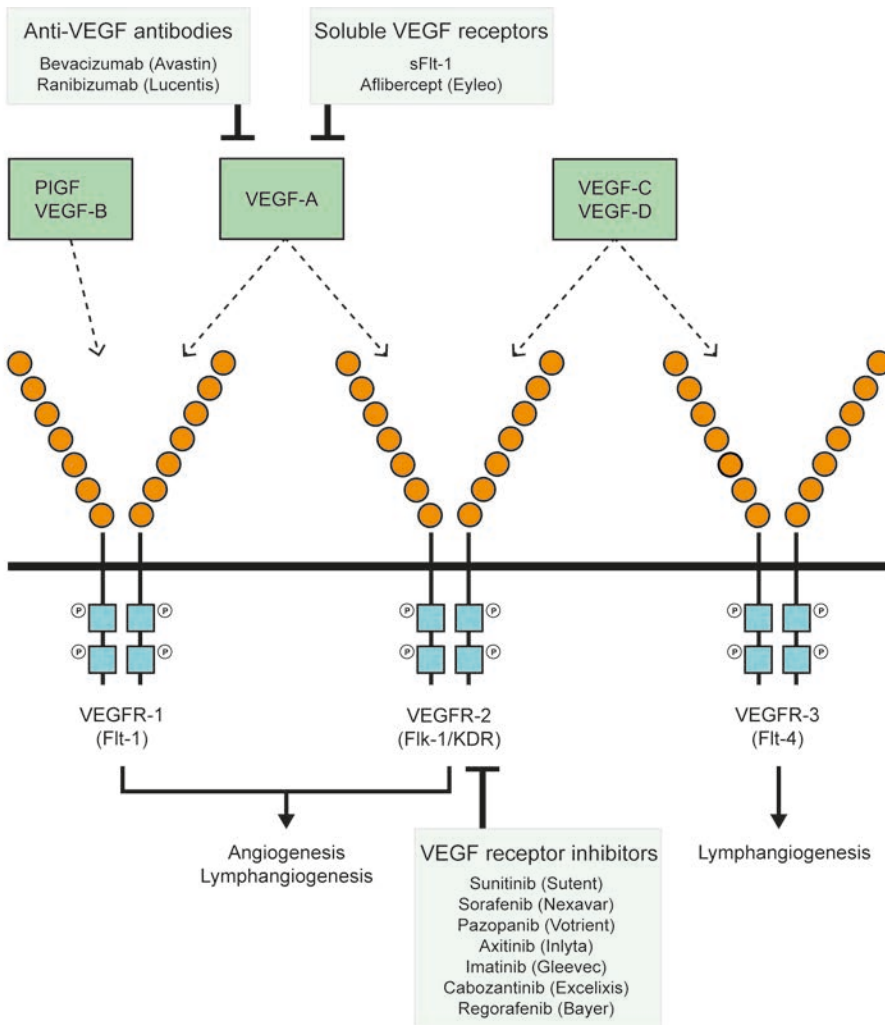 Anti-VEGF antibodies
Bevacizumab (Avastin)
Ranibizumab (Lucentis)
Soluble VEGF receptors
sFlt-1
Aflibercept (Eyleo)
PIGF
VEGF-B
VEGF-A
VEGF-C
VEGF-D
P P P P P P
P P P P P P
VEGFR-1
(Flt-1)
VEGFR-2
(Flk-1/KDR)
VEGFR-3
(Flt-4)
Angiogenesis
Lymphangiogenesis
VEGF receptor inhibitors
Sunitinib (Sutent)
Sorafenib (Nexavar)
Pazopanib (Votrient)
Axitinib (Inlyta)
Imatinib (Gleevec)
Cabozantinib (Excelixis)
Regorafenib (Bayer)
Lymphangiogenesis